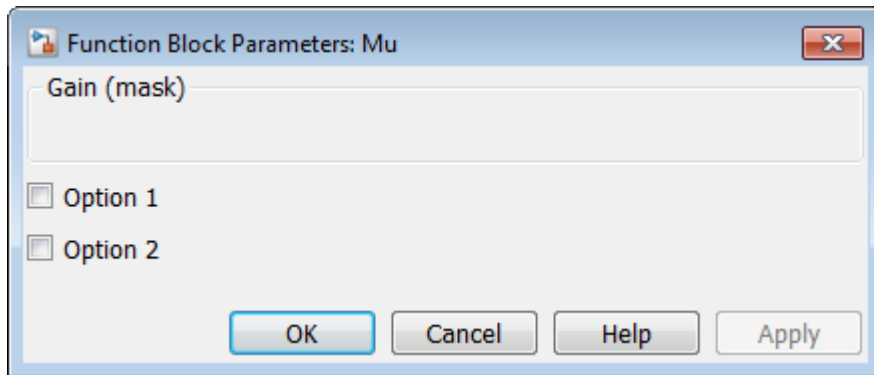 Function Block Parameters: Mu
Gain (mask)
Option 1
Option 2
OK Cancel Help Apply